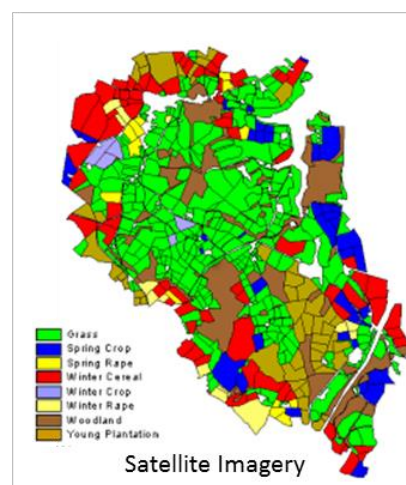 Grass
Spring Crop
Spring Rape
Winter Cereal
Winter Crop
Winter Rape
Woodland
Young Plantation
Satellite Imagery